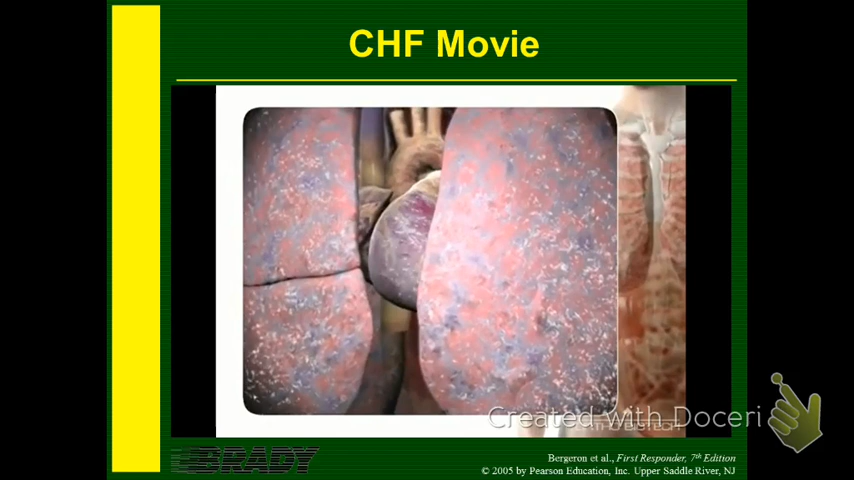 CHF Movie
Created with Doceri
BRADY
Bergeron et al., First Responder, 7th Edition
© 2005 by Pearson Education, Inc. Upper Saddle River, NJ